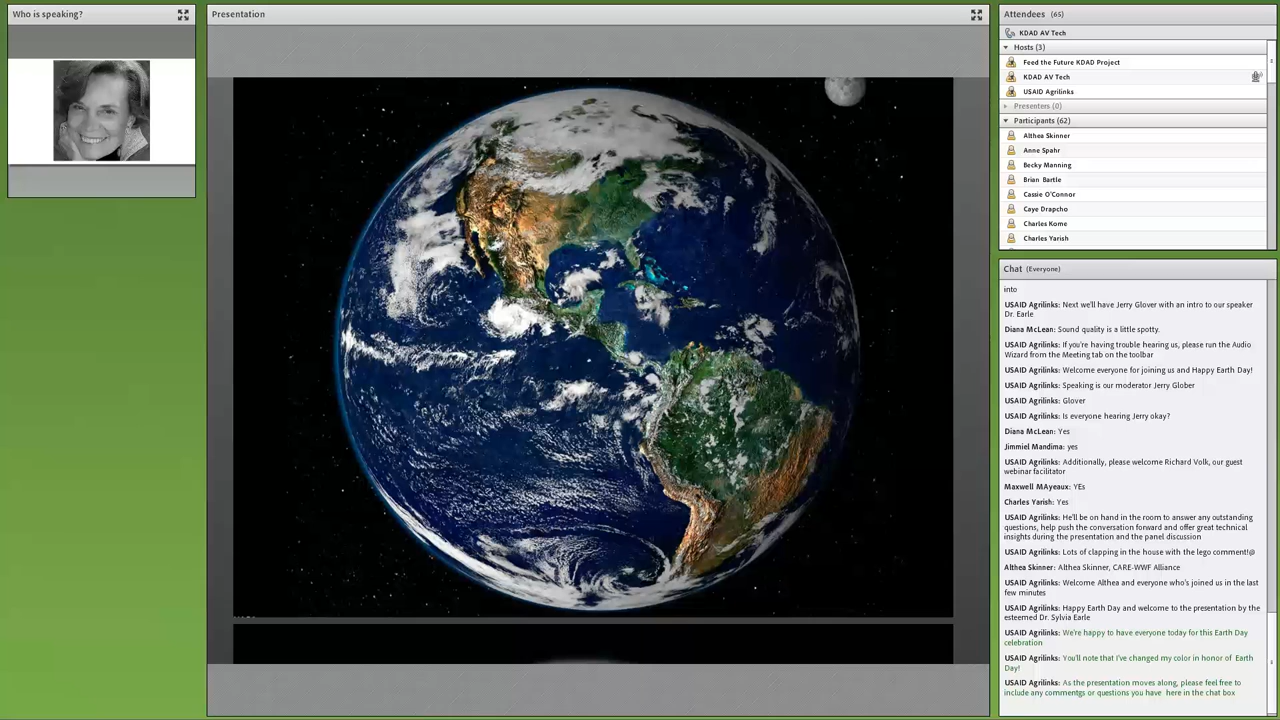 Who is speaking?
Presentation
Attendees (65)
KDAD AV Tech
Hosts (3)
Feed the Future KDAD Project
KDAD AV Tech
USAID Agrilinks
Presenters (0)
Participants (62)
Althea Skinner
Anne Spahr
Becky Manning
Brian Bartle
Cassie O'Connor
Caye Drapcho
Charles Kome
Charles Yarish
Chat (Everyone)
into
USAID Agrilinks: Next we'll have Jerry Glover with an intro to our speaker
Dr. Earle
Diana McLean: Sound quality is a little spotty.
USAID Agrilinks: If you're having trouble hearing us, please run the Audio
Wizard from the Meeting tab on the toolbar
USAID Agrilinks: Welcome everyone for joining us and Happy Earth Day!
USAID Agrilinks: Speaking is our moderator Jerry Glober
USAID Agrilinks: Glover
USAID Agrilinks: Is everyone hearing Jerry okay?
Diana McLean: Yes
Jimmiel Mandima: yes
USAID Agrilinks: Additionally, please welcome Richard Volk, our guest
webinar facilitator
Maxwell MAyeaux: YEs
Charles Yarish: Yes
USAID Agrilinks: He'll be on hand in the room to answer any outstanding
questions, help push the conversation forward and offer great technical
insights during the presentation and the panel discussion
USAID Agrilinks: Lots of clapping in the house with the lego comment!@
Althea Skinner: Althea Skinner, CARE-WWF Alliance
USAID Agrilinks: Welcome Althea and everyone who's joined us in the last
few minutes
USAID Agrilinks: Happy Earth Day and welcome to the presentation by the
esteemed Dr. Sylvia Earle
USAID Agrilinks: We're happy to have everyone today for this Earth Day
celebration
USAID Agrilinks: You'll note that I've changed my color in honor of Earth
Day!
USAID Agrilinks: As the presentation moves along, please feel free to
include any commentgs or questions you have here in the chat box